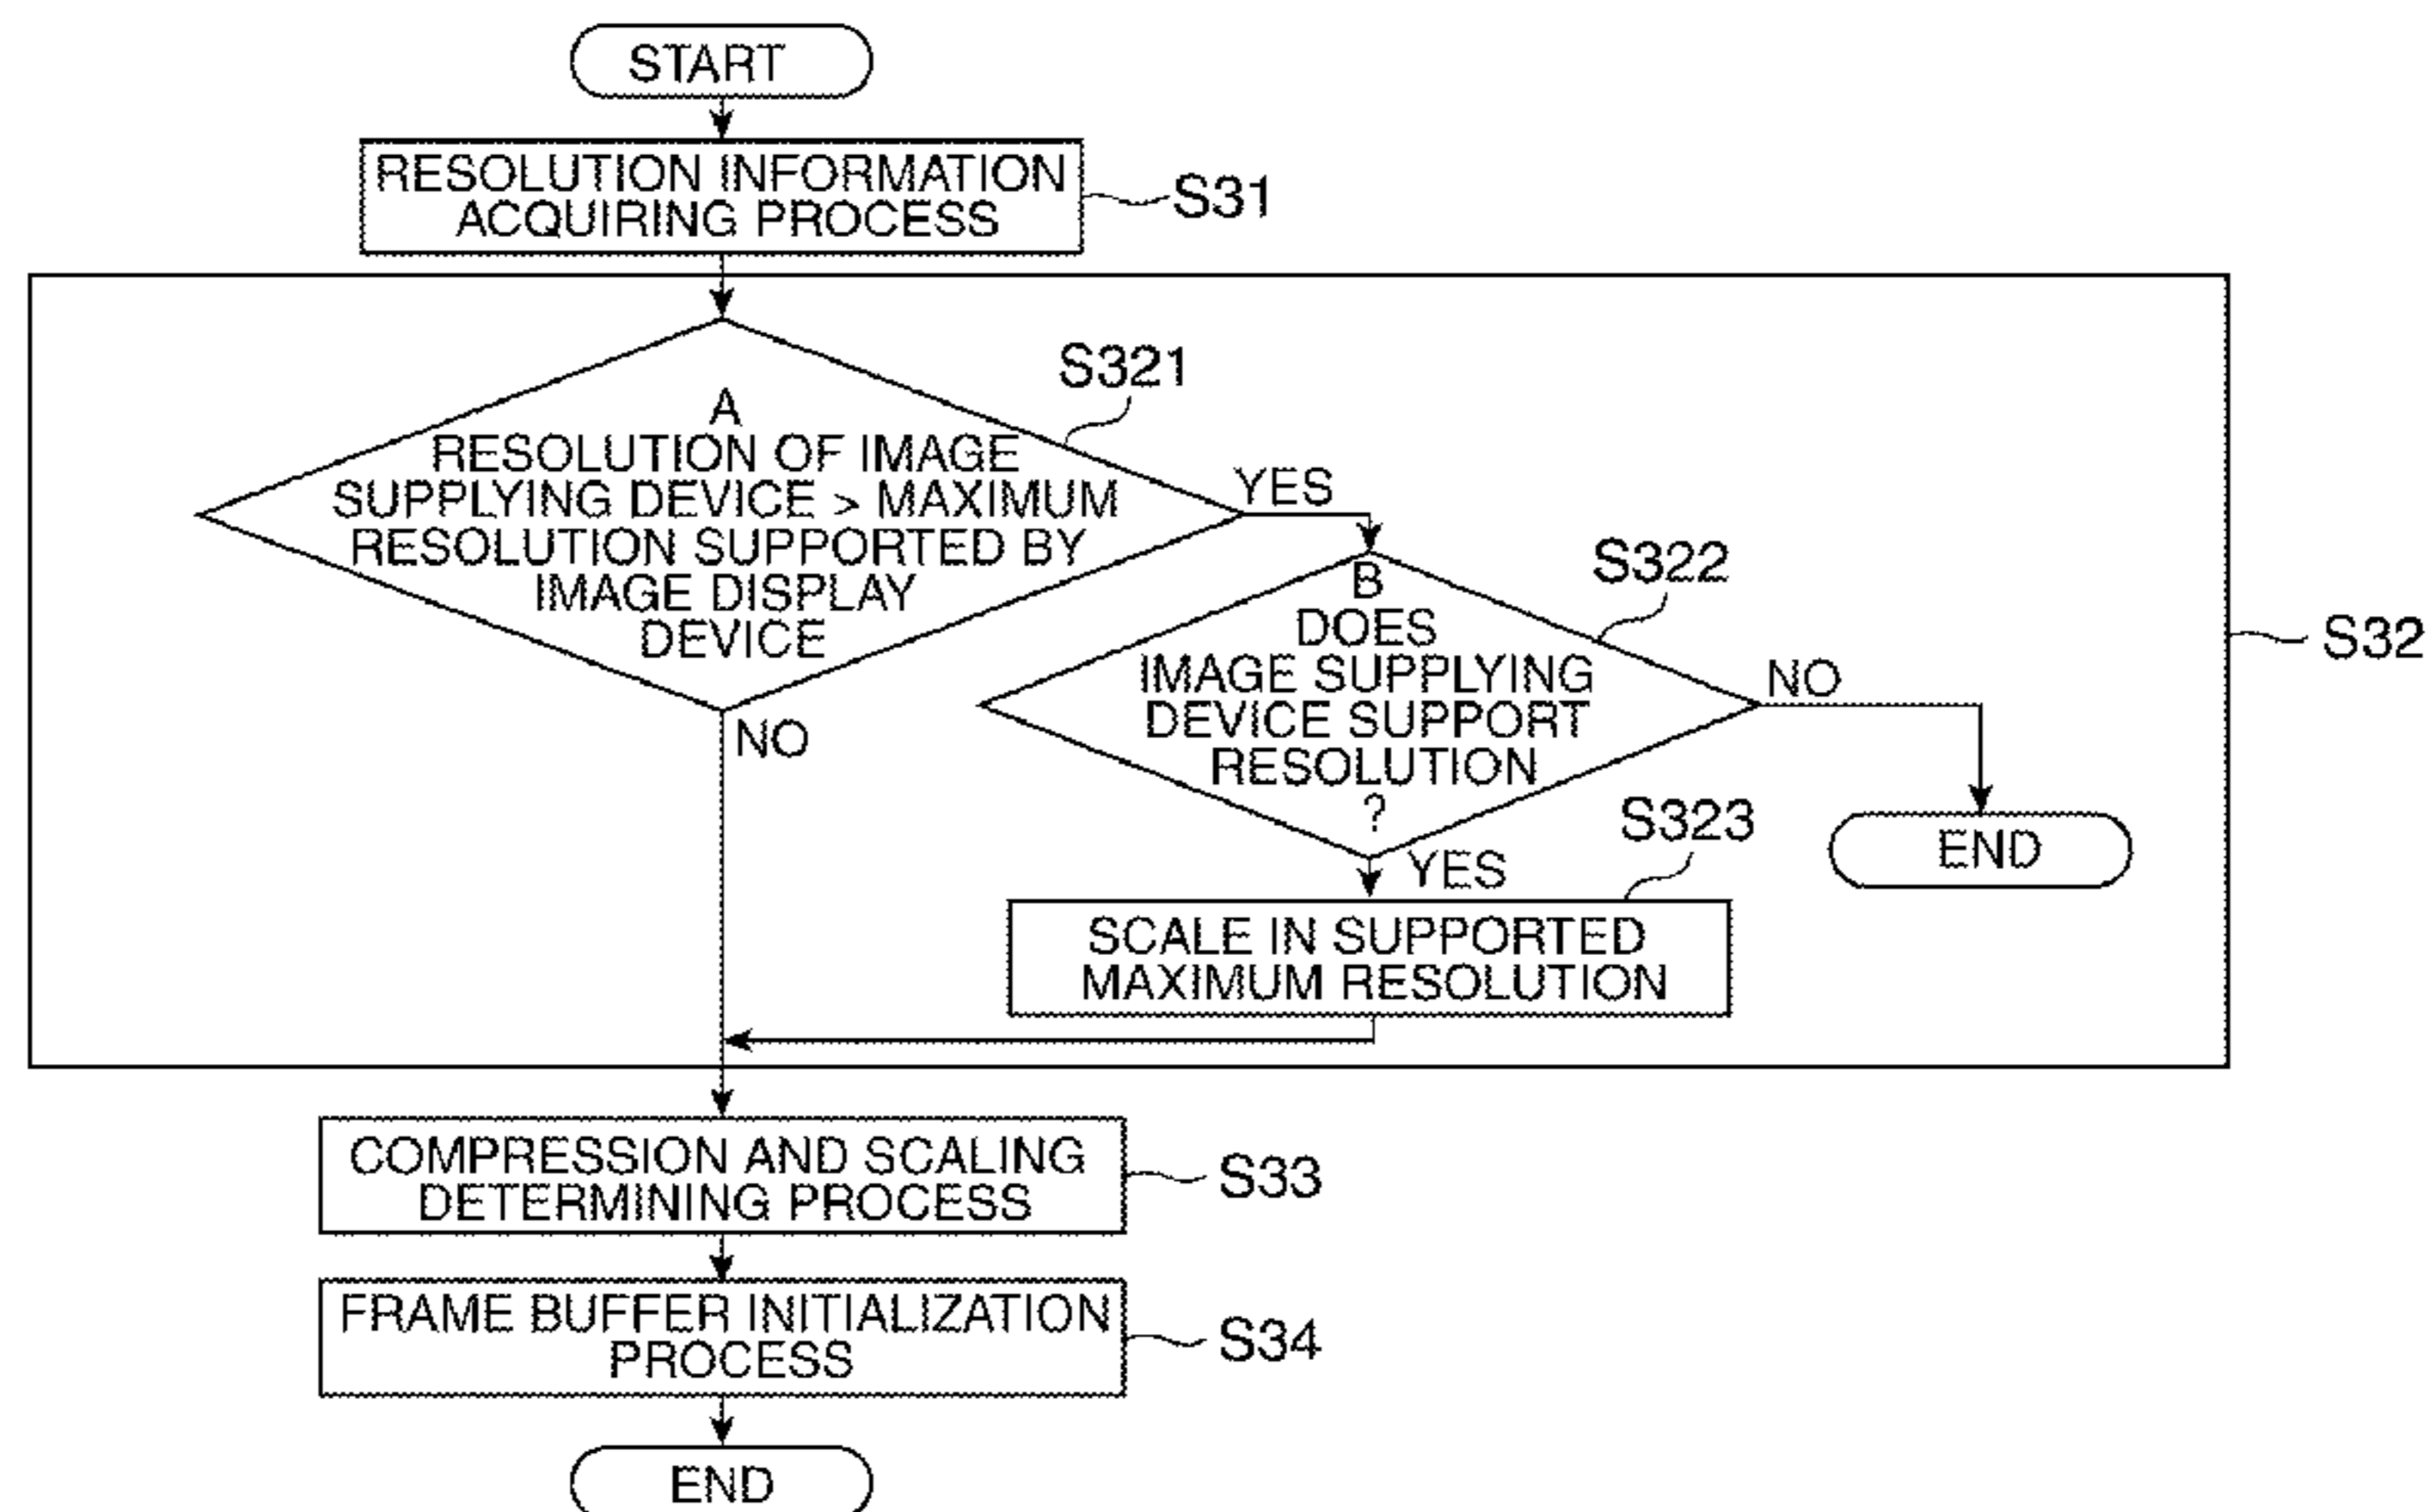 START
RESOLUTION INFORMATION
ACQUIRING PROCESS
S31
S321
A
RESOLUTION OF IMAGE
SUPPLYING DEVICE > MAXIMUM
RESOLUTION SUPPORTED BY
IMAGE DISPLAY
DEVICE
YES
NO
S322
B
DOES
IMAGE SUPPLYING
DEVICE SUPPORT
RESOLUTION
?
NO
S32
YES
END
S323
SCALE IN SUPPORTED
MAXIMUM RESOLUTION
COMPRESSION AND SCALING
DETERMINING PROCESS
S33
FRAME BUFFER INITIALIZATION
PROCESS
S34
END